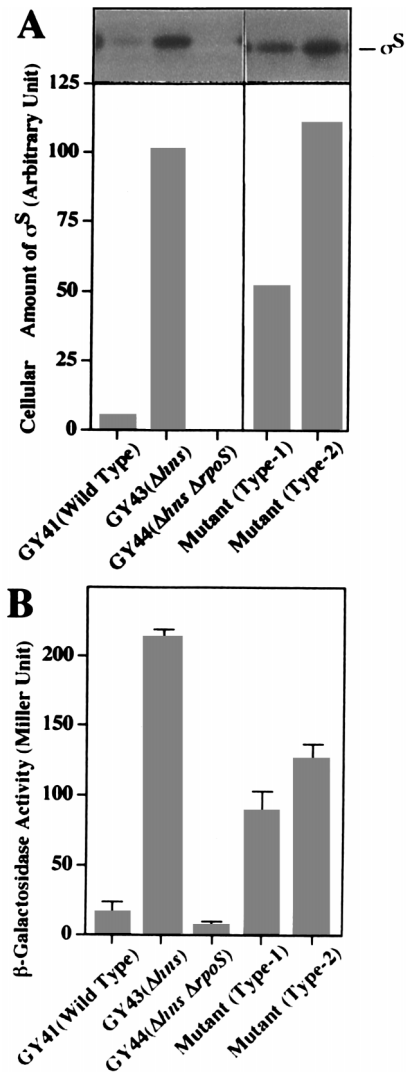 A
– σS
Cellular Amount of σS (Arbitrary Unit)
125
100
75
50
25
0
GY41(Wild Type)
GY43(Δhns)
GY44(Δhns ΔrpoS)
Mutant (Type-1)
Mutant (Type-2)
B
β-Galactosidase Activity (Miller Unit)
200
150
100
50
0
GY41(Wild Type)
GY43(Δhns)
GY44(Δhns ΔrpoS)
Mutant (Type-1)
Mutant (Type-2)